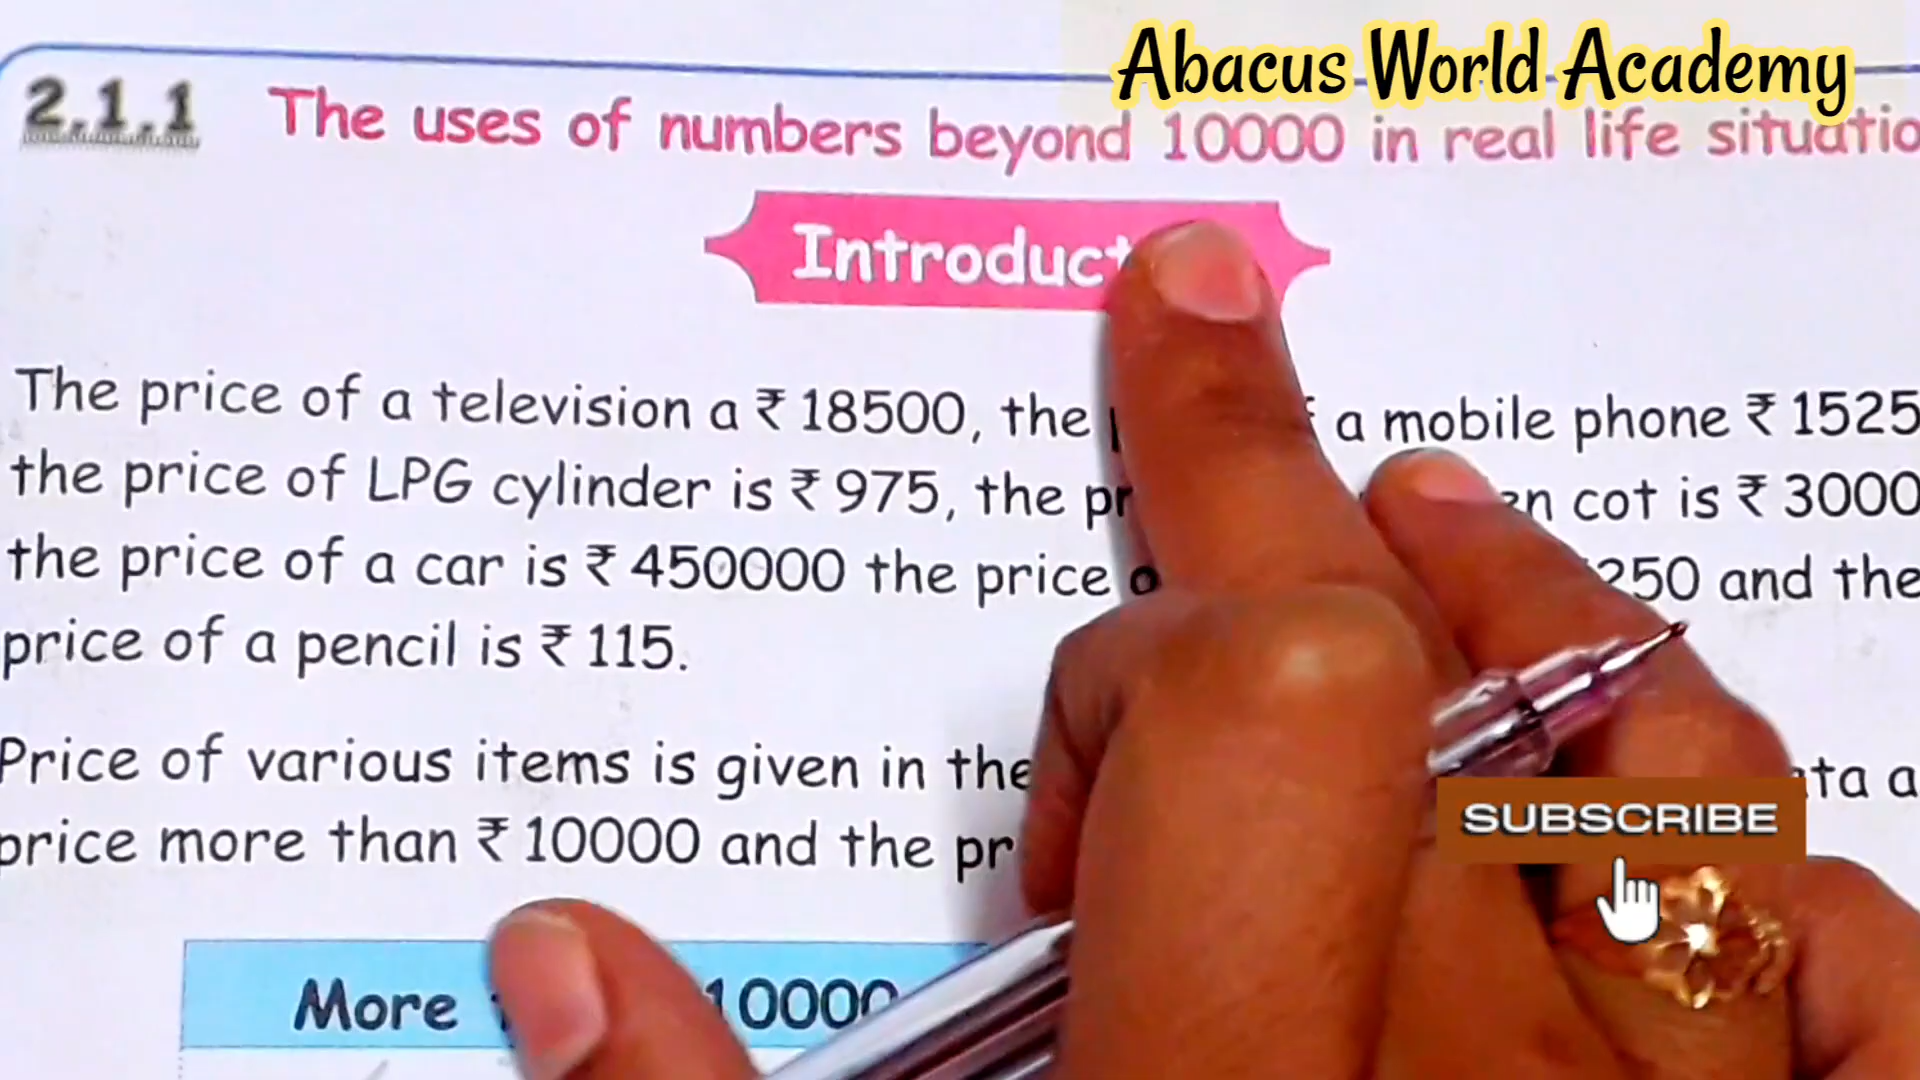 Abacus World Academy
2.1.1 The uses of numbers beyond 10000 in real life situatio
Introduct
The price of a television a ₹ 18500, the a mobile phone ₹ 1525
the price of LPG cylinder is ₹ 975, the pr en cot is ₹ 3000
the price of a car is ₹ 450000 the price o 250 and the
price of a pencil is ₹ 115.
Price of various items is given in the ata a
price more than ₹ 10000 and the pr
SUBSCRIBE
More 10000